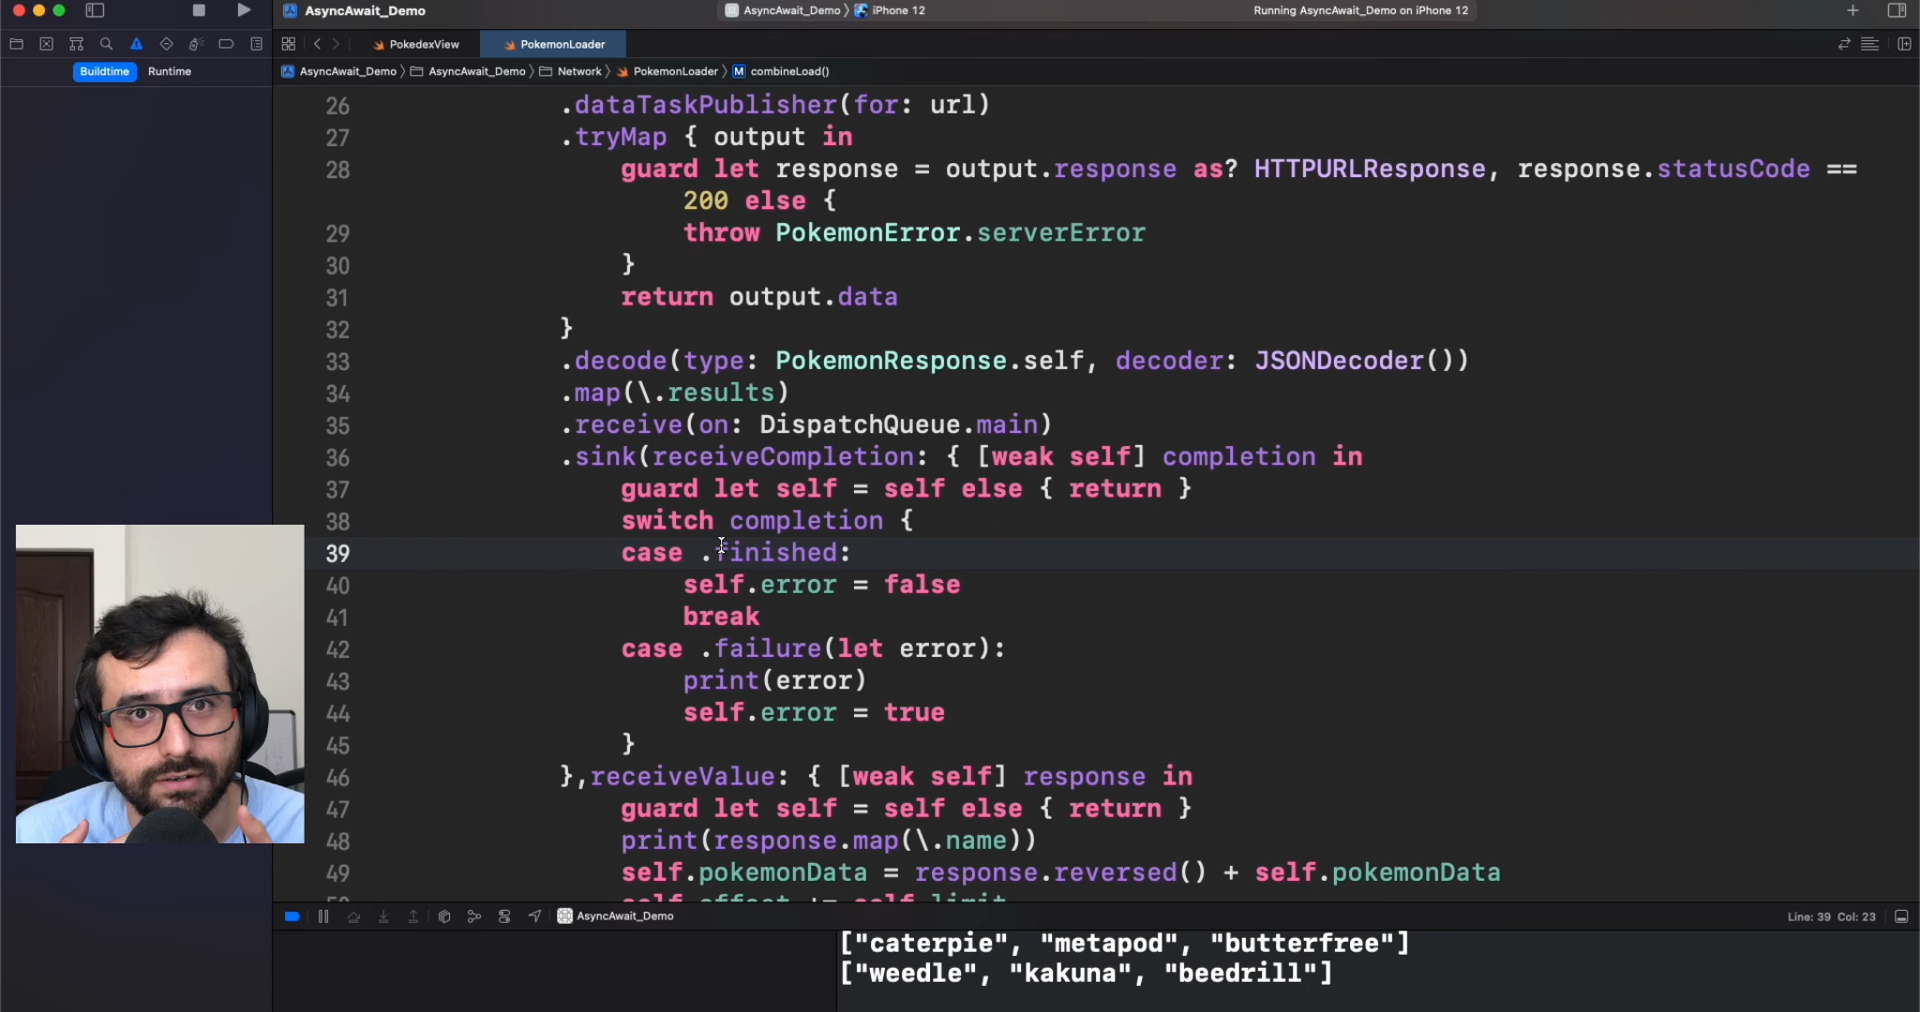 AsyncAwait_Demo
AsyncAwait_Demo 〉 iPhone 12
Running AsyncAwait_Demo on iPhone 12
PokedexView
PokemonLoader
Buildtime
Runtime
AsyncAwait_Demo 〉 AsyncAwait_Demo 〉 Network 〉 PokemonLoader 〉 M combineLoad()
26 .dataTaskPublisher(for: url)
27 .tryMap { output in
28 guard let response = output.response as? HTTPURLResponse, response.statusCode ==
200 else {
29 throw PokemonError.serverError
30 }
31 return output.data
32 }
33 .decode(type: PokemonResponse.self, decoder: JSONDecoder())
34 .map(\.results)
35 .receive(on: DispatchQueue.main)
36 .sink(receiveCompletion: { [weak self] completion in
37 guard let self = self else { return }
38 switch completion {
39 case .finished:
40 self.error = false
41 break
42 case .failure(let error):
43 print(error)
44 self.error = true
45 }
46 },receiveValue: { [weak self] response in
47 guard let self = self else { return }
48 print(response.map(\.name))
49 self.pokemonData = response.reversed() + self.pokemonData
50 self.offset += self.limit
AsyncAwait_Demo
Line: 39 Col: 23
["caterpie", "metapod", "butterfree"]
["weedle", "kakuna", "beedrill"]